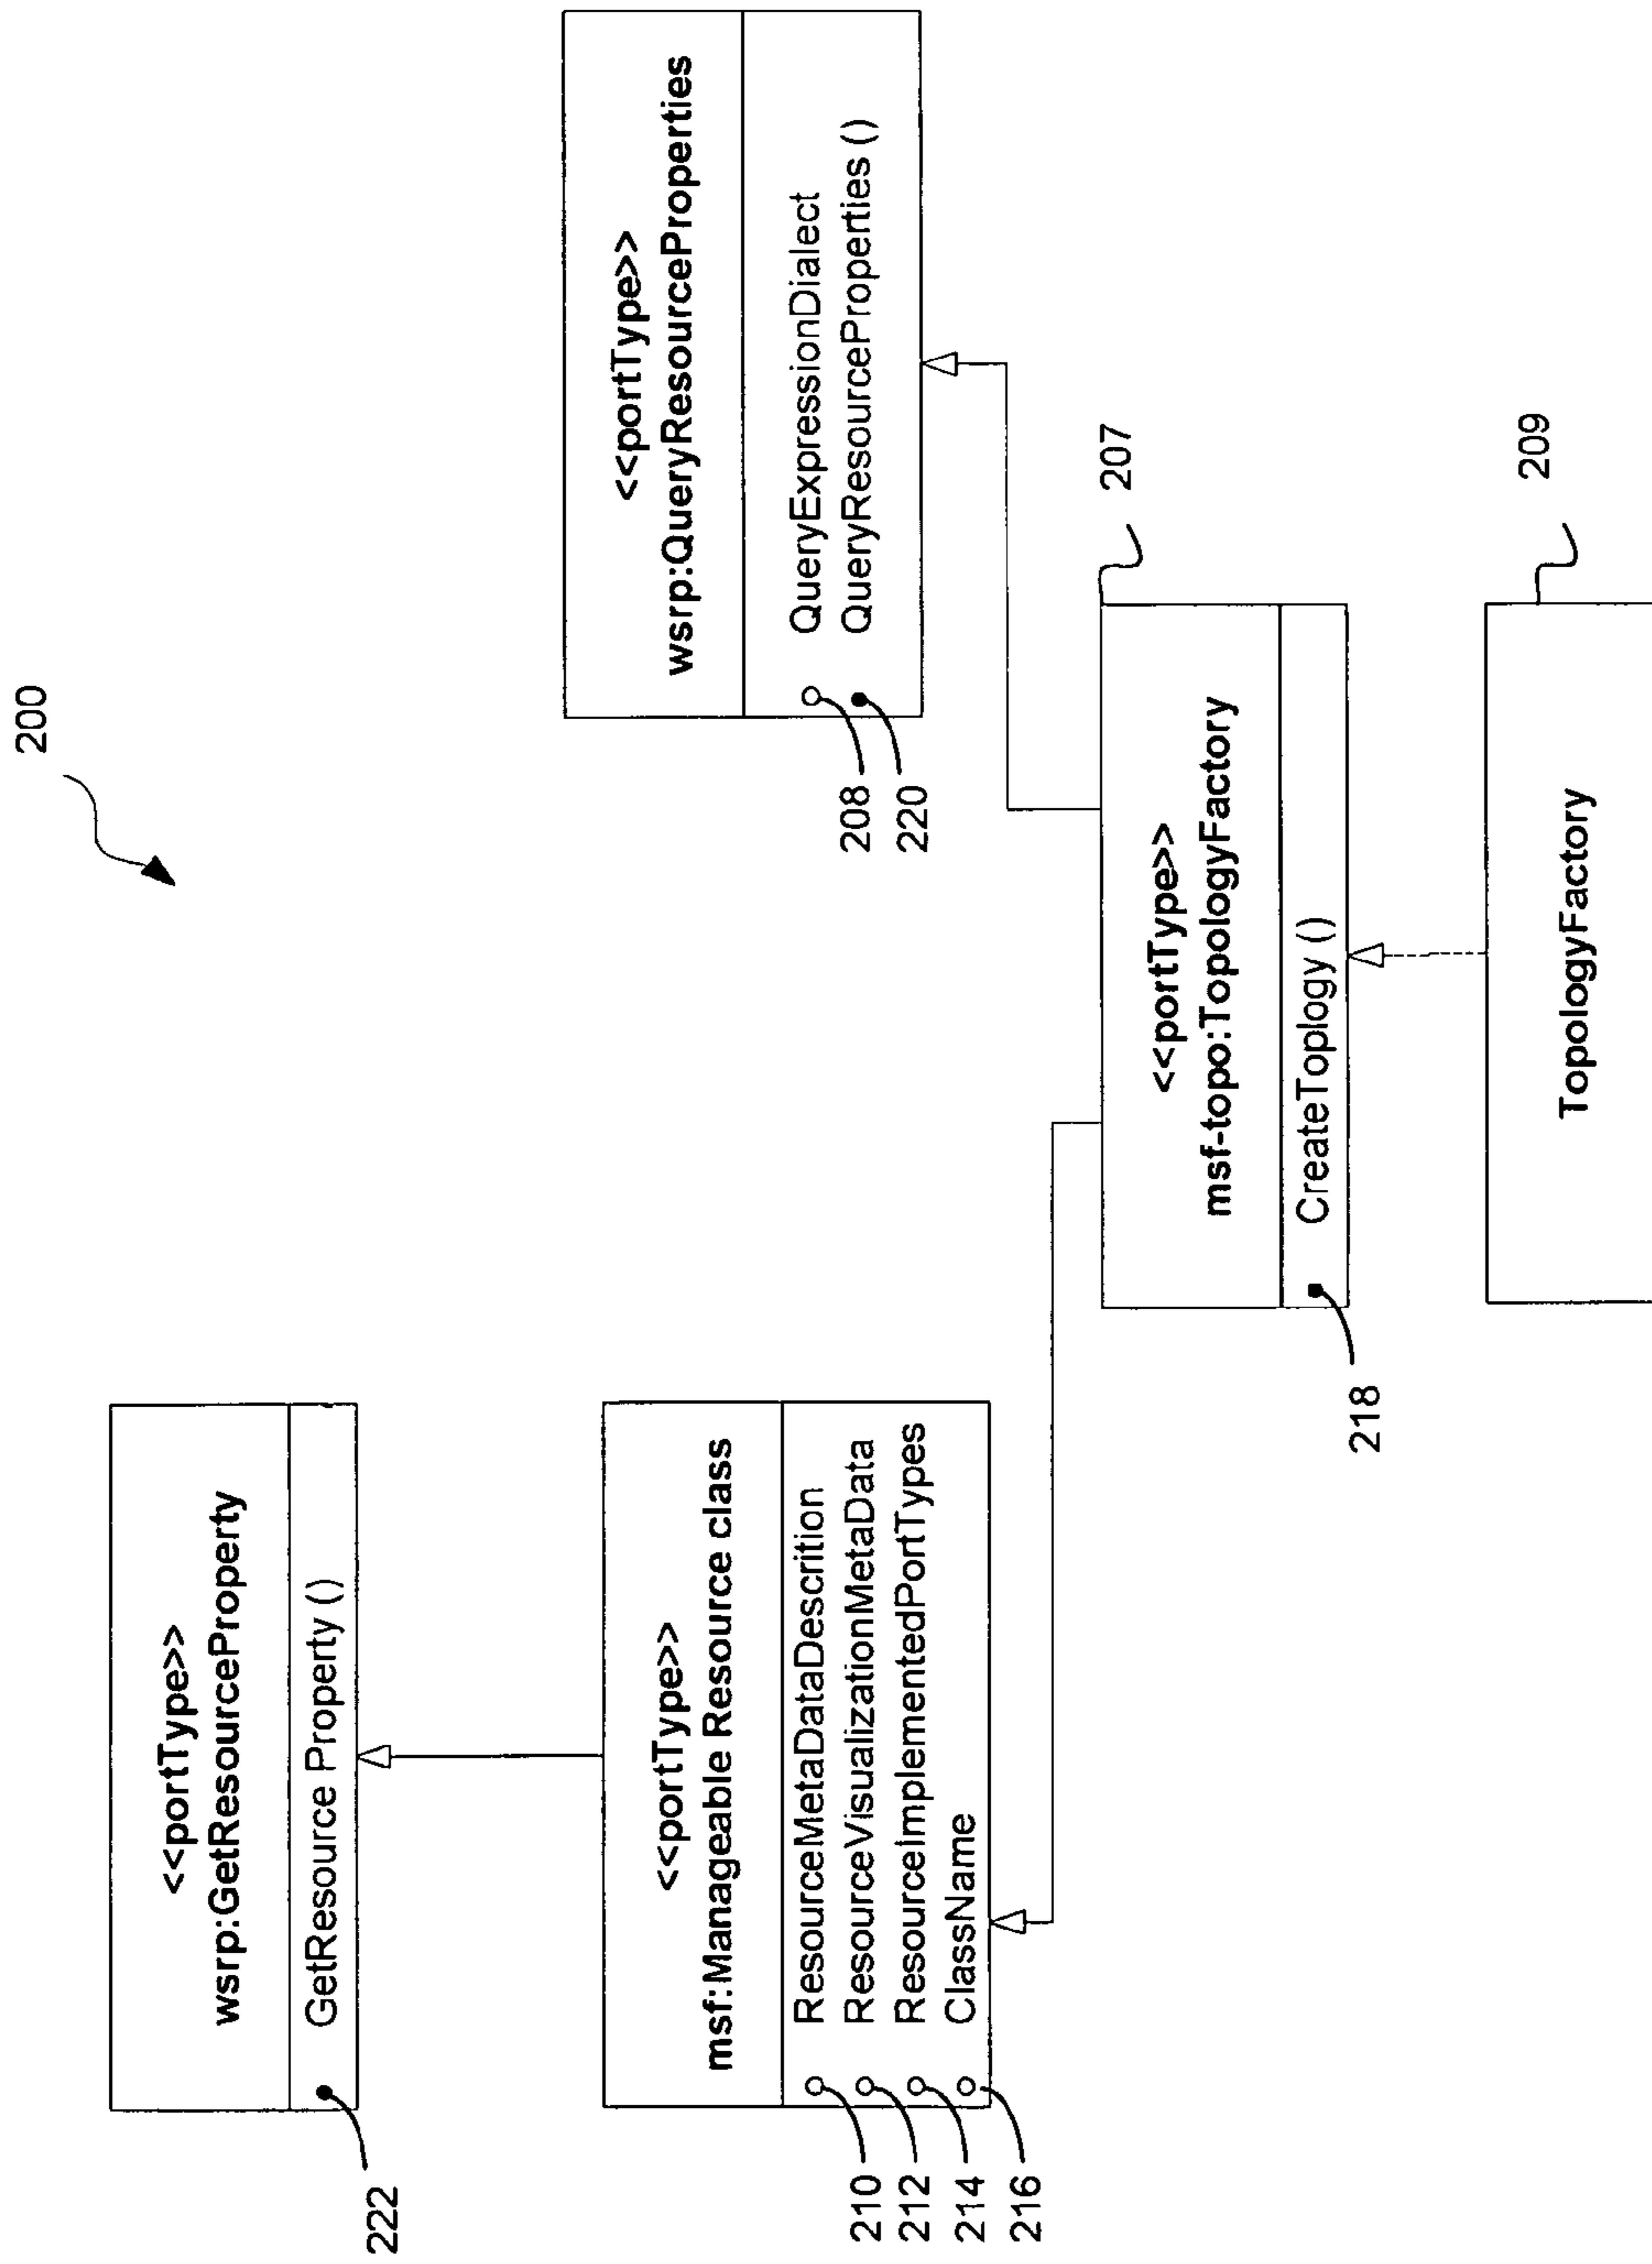 200
<<portType>>
wsrp:GetResourceProperty
GetResource Property ()
222
<<portType>>
msf:Manageable Resource class
ResourceMetaDataDescrition
ResourceVisualizationMetaData
ResourceImplementedPortTypes
ClassName
210
212
214
216
<<portType>>
wsrp:QueryResourceProperties
QueryExpressionDialect
QueryResourceProperties ()
208
220
207
<<portType>>
msf-topo:TopologyFactory
CreateToplogy ()
218
209
TopologyFactory